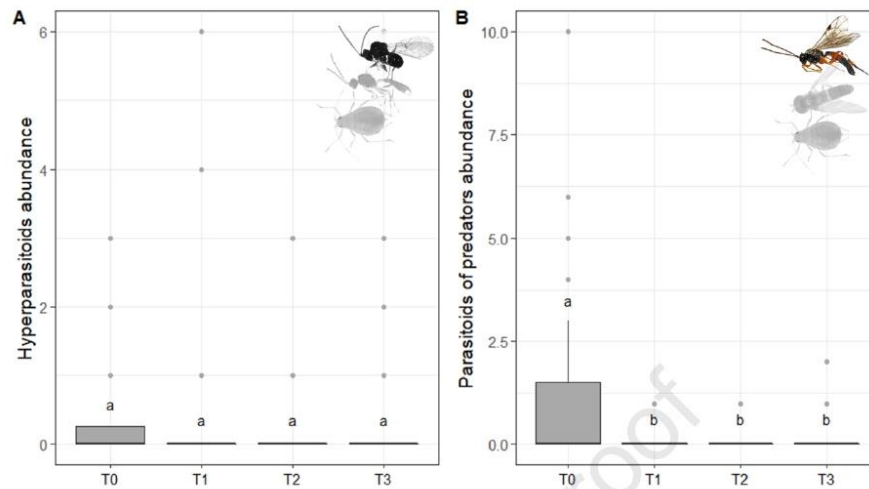 A
Hyperparasitoids abundance
6
4
2
0
T0
T1
T2
T3
a
a
a
a
B
Parasitoids of predators abundance
10.0
7.5
5.0
2.5
0.0
T0
T1
T2
T3
a
b
b
b
roof